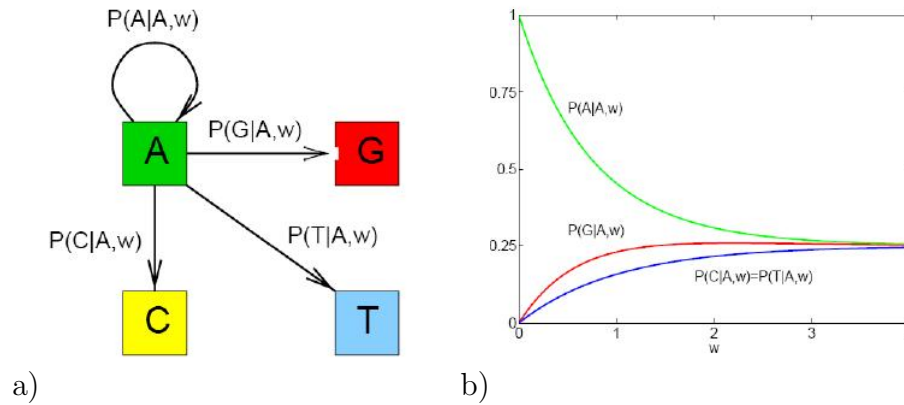 P(A|A,w)
A
P(G|A,w)
G
P(C|A,w)
P(T|A,w)
C
T
a)
1
0.75
P(A|A,w)
0.5
P(G|A,w)
0.25
P(C|A,w)=P(T|A,w)
0
0
1
2
3
w
b)